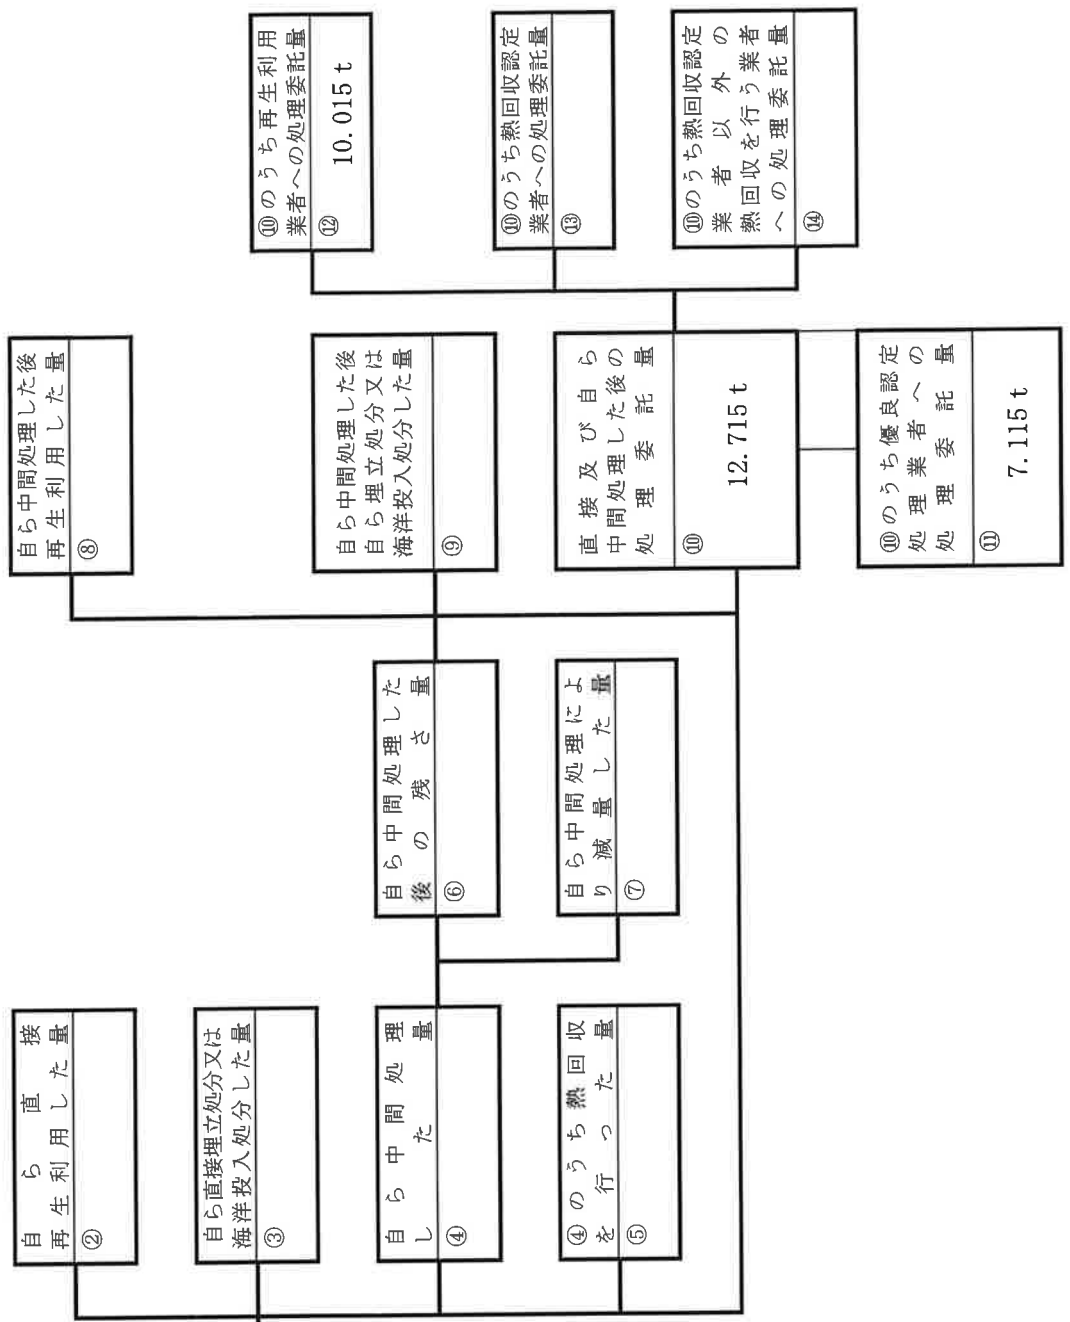 自ら直接
再生利用した量
②
自ら直接埋立処分又は
海洋投入処分した量
③
自ら中間処理
した量
④
④のうち熱回収
を行った量
⑤
自ら中間処理した
後の残さ量
⑥
自ら中間処理によ
り減量した量
⑦
自ら中間処理した後
再生利用した量
⑧
自ら中間処理した後
自ら埋立処分又は
海洋投入処分した量
⑨
直接及び自ら
中間処理した後の
処理委託量
⑩
12.715 t
⑩のうち優良認定
処理業者への
処理委託量
⑪
7.115 t
⑩のうち再生利用
業者への処理委託量
⑫
10.015 t
⑩のうち熱回収認定
業者への処理委託量
⑬
⑩のうち熱回収認定
業者以外の
熱回収を行う業者
への処理委託量
⑭